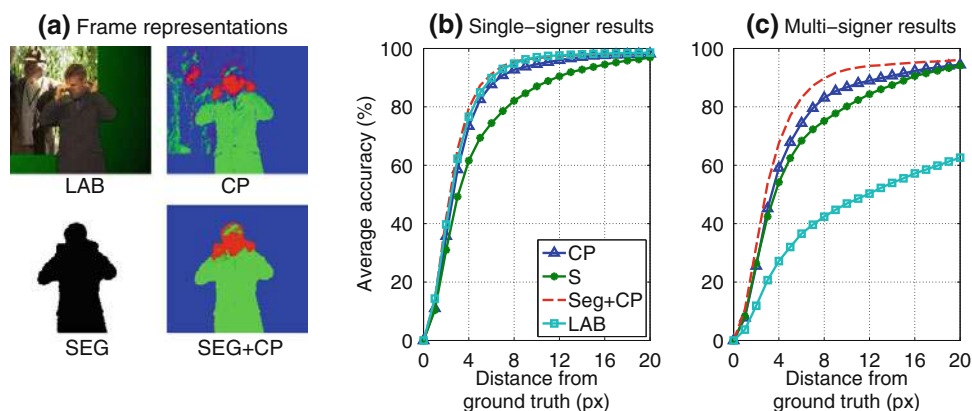 (a) Frame representations
LAB
CP
SEG
SEG+CP
(b) Single-signer results
Average accuracy (%)
100
80
60
40
20
0
CP
S
Seg+CP
LAB
0 4 8 12 16 20
Distance from
ground truth (px)
(c) Multi-signer results
100
80
60
40
20
0
0 4 8 12 16 20
Distance from
ground truth (px)